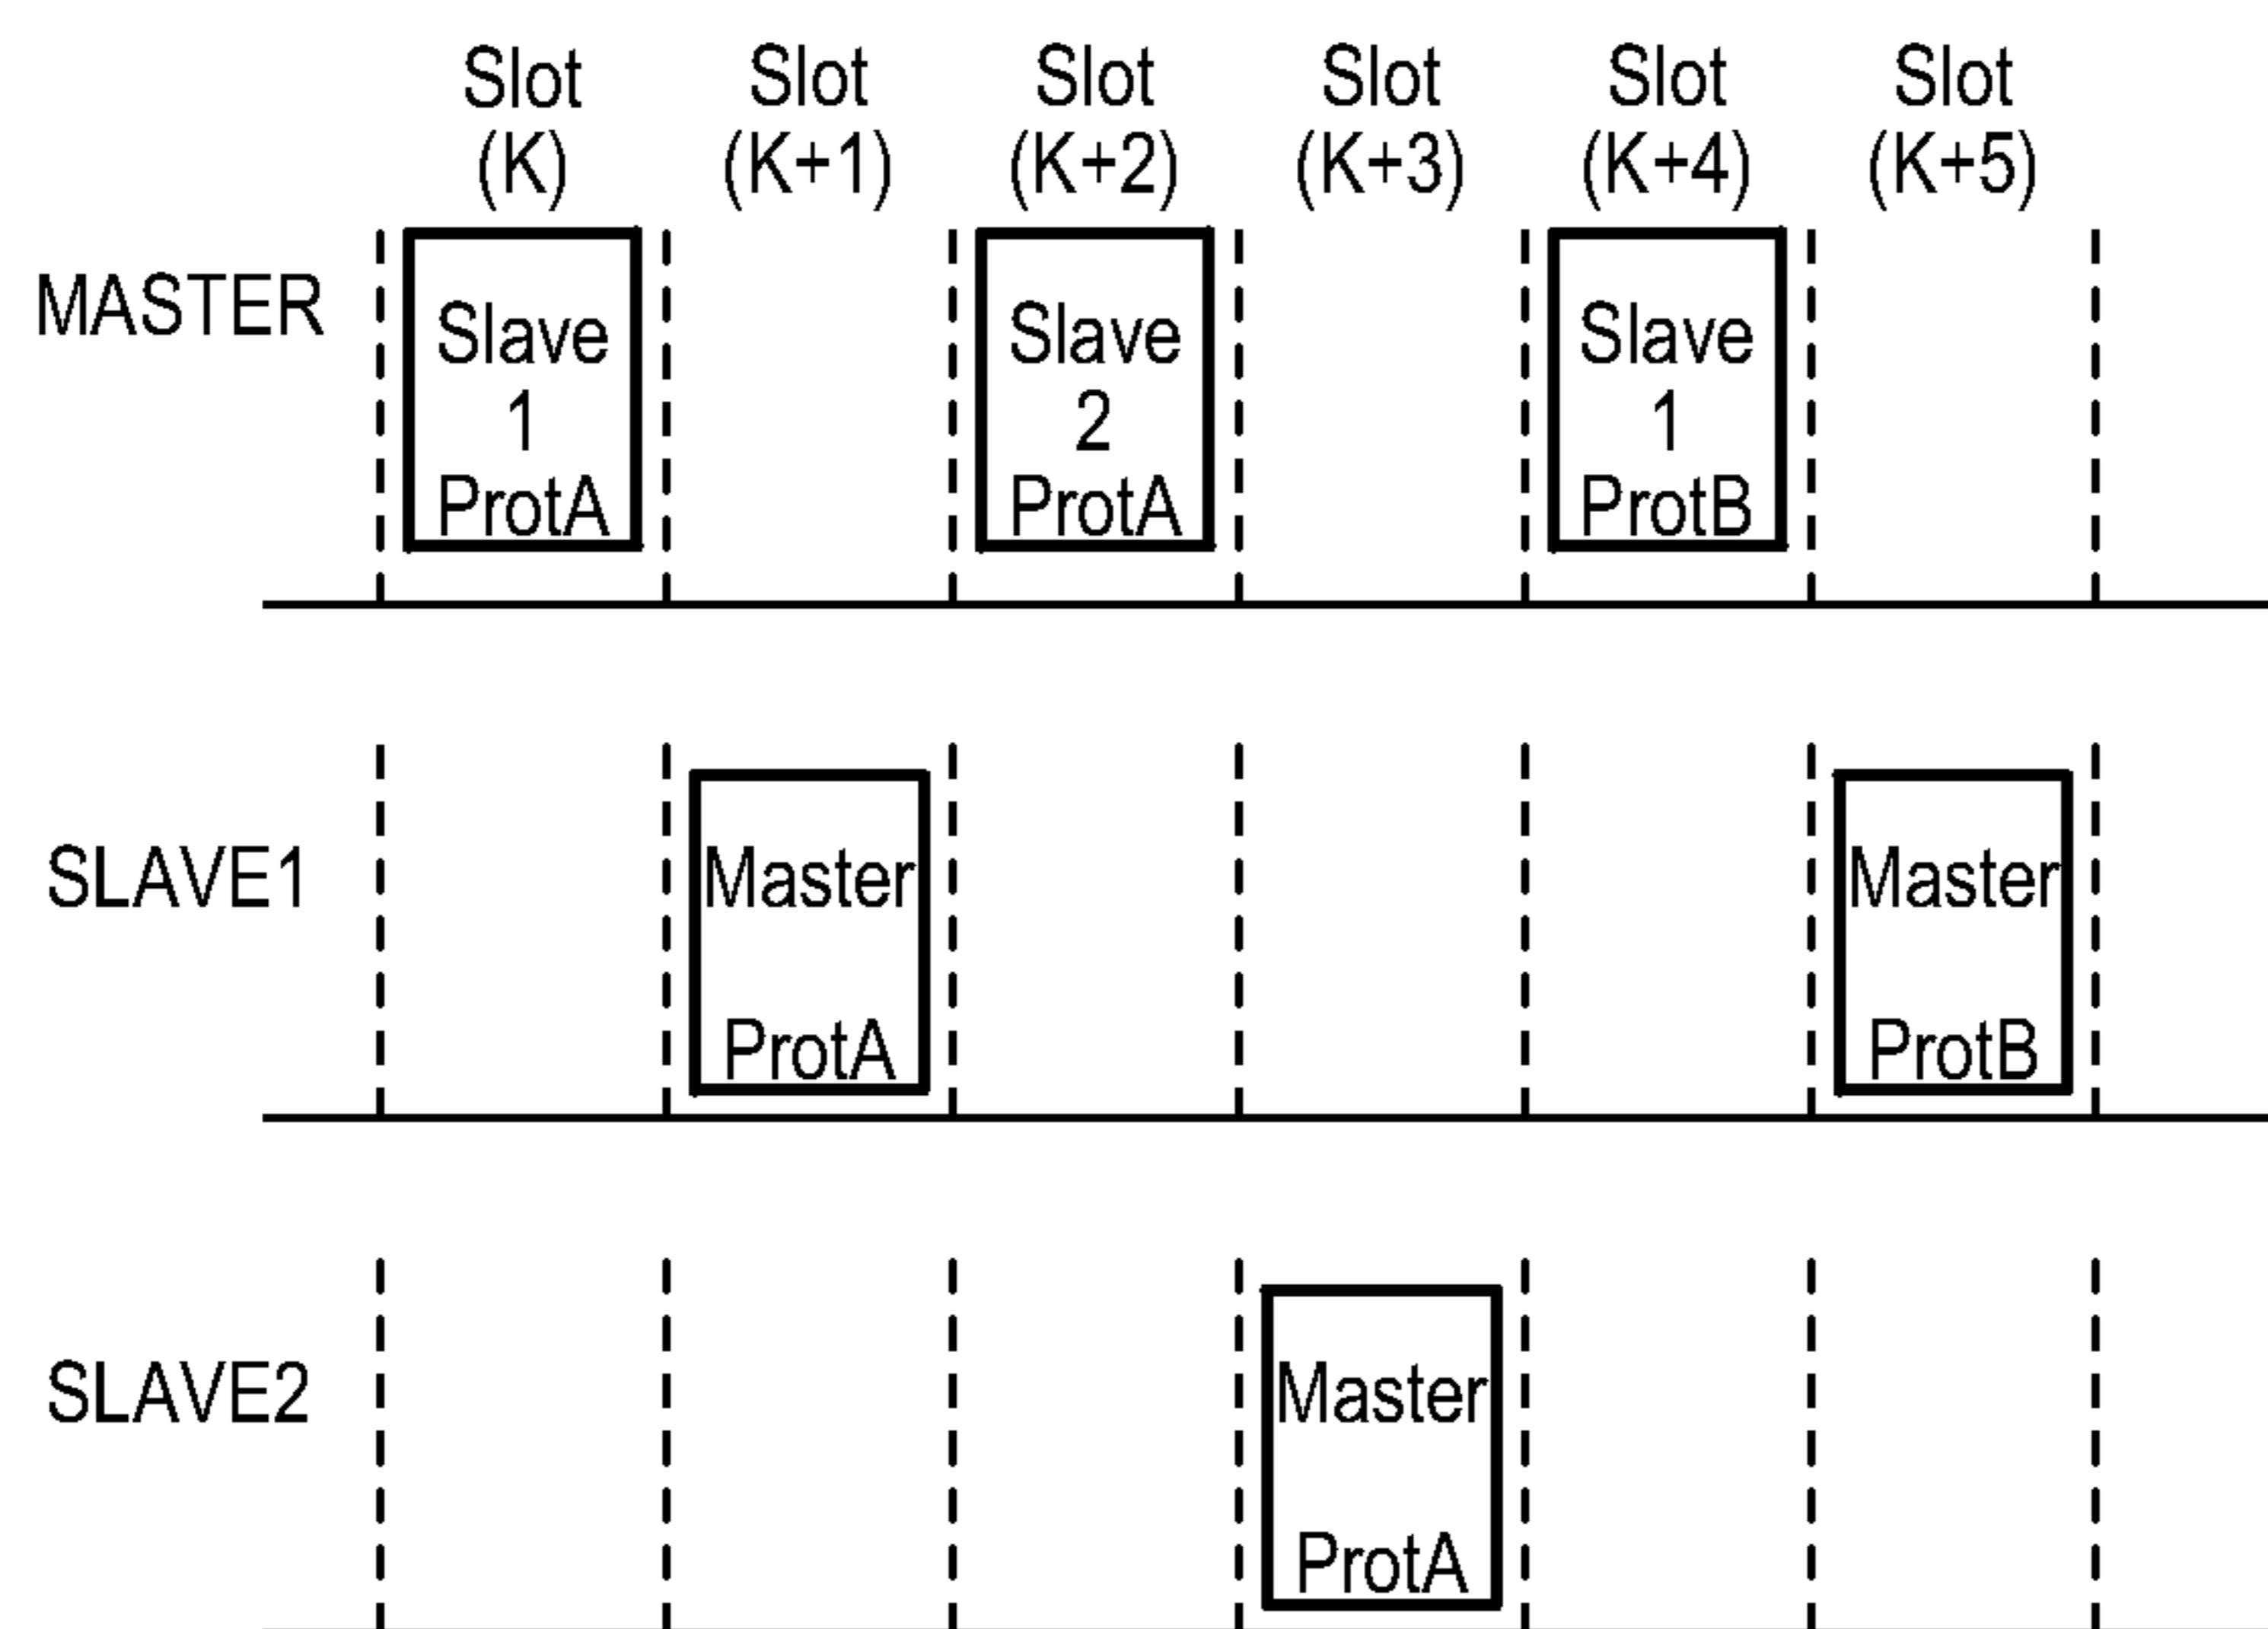 Slot Slot Slot Slot Slot Slot
(K) (K+1) (K+2) (K+3) (K+4) (K+5)
MASTER
Slave
1
ProtA
Slave
2
ProtA
Slave
1
ProtB
SLAVE1
Master
ProtA
Master
ProtB
SLAVE2
Master
ProtA